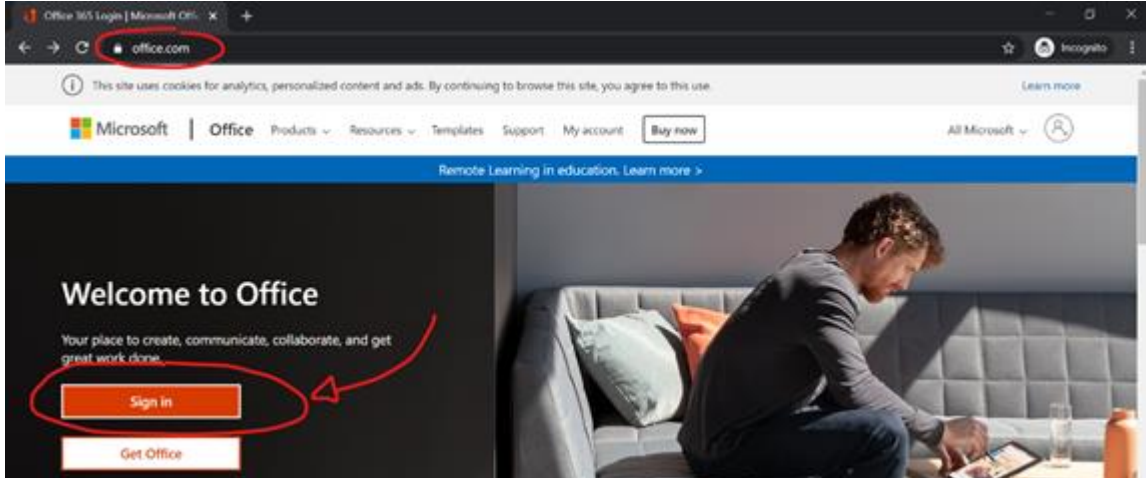 Office 365 Login | Microsoft Off
office.com
Incognito
This site uses cookies for analytics, personalized content and ads. By continuing to browse this site, you agree to this use.
Learn more
Microsoft | Office Products Resources Templates Support My account Buy now All Microsoft
Remote Learning in education. Learn more >
Welcome to Office
Your place to create, communicate, collaborate, and get
great work done.
Sign in
Get Office